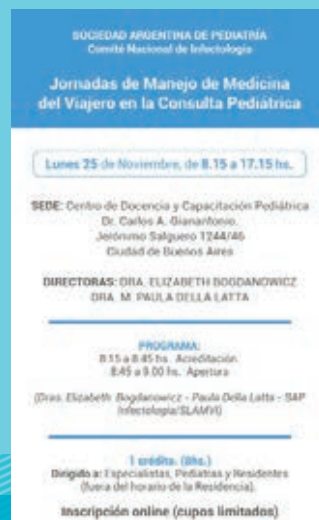 SOCIEDAD ARGENTINA DE PEDIATRÍA
Comité Nacional de Infectología
Jornadas de Manejo de Medicina
del Viajero en la Consulta Pediátrica
Lunes 25 de Noviembre, de 8.15 a 17.15 hs.
SEDE: Centro de Docencia y Capacitación Pediátrica
Dr. Carlos A. Gianantonio.
Jerónimo Salguero 1244/46
Ciudad de Buenos Aires
DIRECTORAS: DRA. ELIZABETH BOGDANOWICZ
DRA. M. PAULA DELLA LATTA
PROGRAMA:
8:15 a 8:45 hs. Acreditación
8:45 a 9:00 hs. Apertura
(Dras. Elizabeth Bogdanowicz - Paula Della Latta - SAP
Infectología/SLAMVI)
1 crédito. (8hs.)
Dirigido a: Especialistas, Pediatras y Residentes
(fuera del horario de la Residencia).
Inscripción online (cupos limitados)